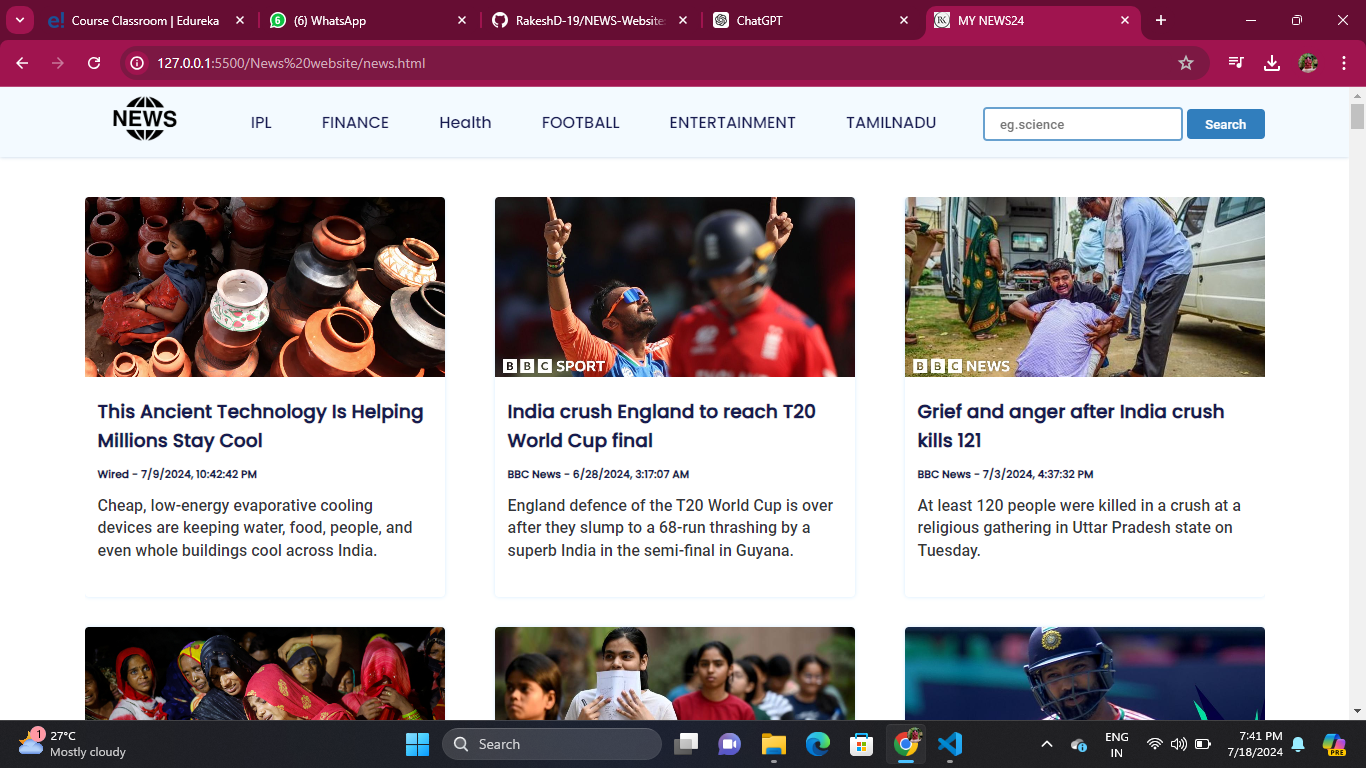 Course Classroom | Edureka
(6) WhatsApp
RakeshD-19/NEWS-Website:
ChatGPT
MY NEWS24
127.0.0.1:5500/News%20website/news.html
NEWS
IPL
FINANCE
Health
FOOTBALL
ENTERTAINMENT
TAMILNADU
eg.science
Search
BBC SPORT
BBC NEWS
This Ancient Technology Is Helping
Millions Stay Cool
Wired - 7/9/2024, 10:42:42 PM
Cheap, low-energy evaporative cooling
devices are keeping water, food, people, and
even whole buildings cool across India.
India crush England to reach T20
World Cup final
BBC News - 6/28/2024, 3:17:07 AM
England defence of the T20 World Cup is over
after they slump to a 68-run thrashing by a
superb India in the semi-final in Guyana.
Grief and anger after India crush
kills 121
BBC News - 7/3/2024, 4:37:32 PM
At least 120 people were killed in a crush at a
religious gathering in Uttar Pradesh state on
Tuesday.
1
27°C
Mostly cloudy
Search
ENG
IN
7:41 PM
7/18/2024
PRE